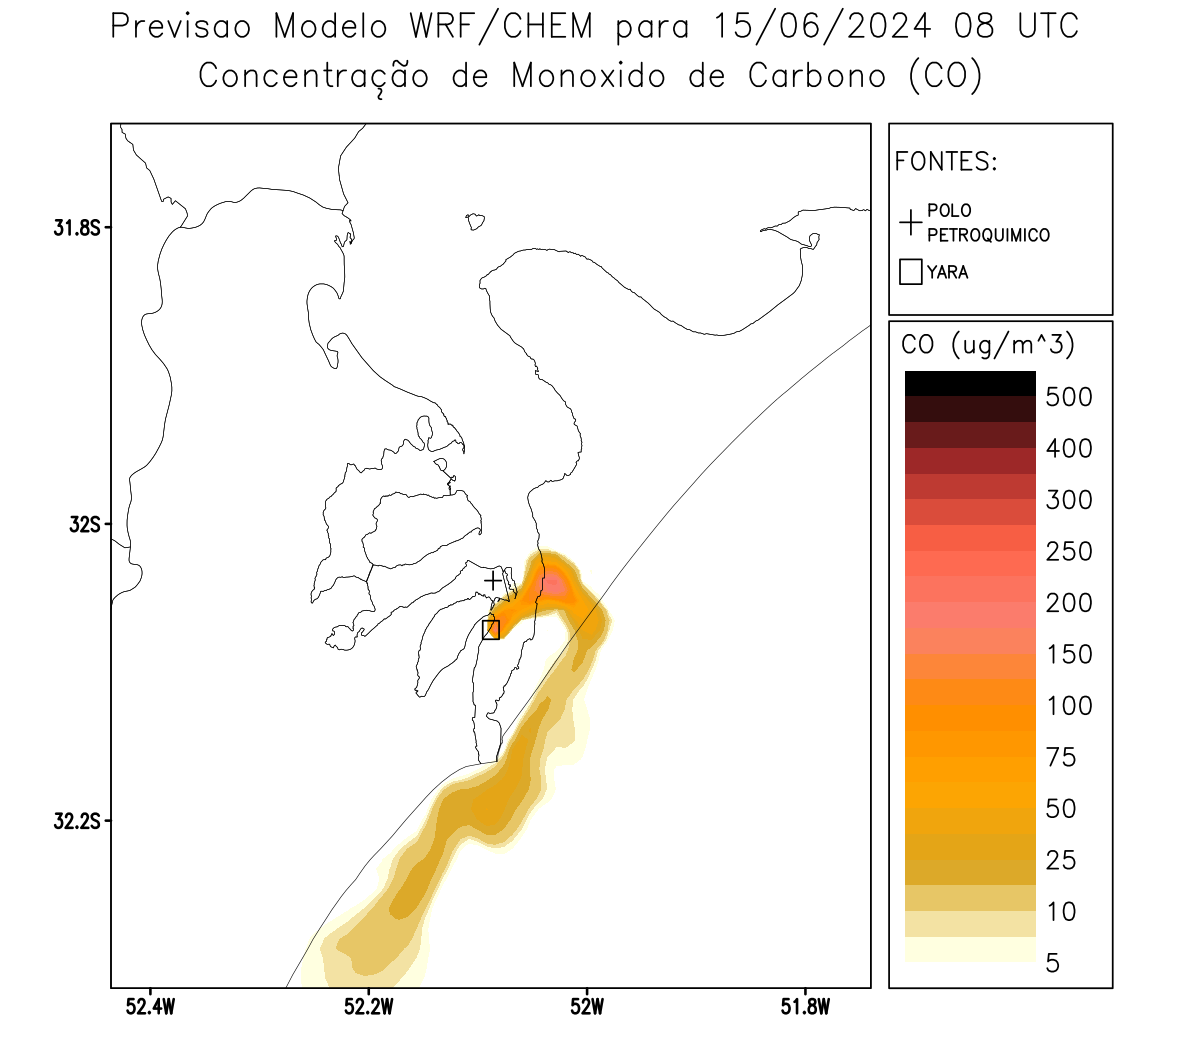 Previsao Modelo WRF/CHEM para 15/06/2024 08 UTC
Concentração de Monoxido de Carbono (CO)
FONTES:
POLO
PETROQUIMICO
YARA
CO (ug/m^3)
500
400
300
250
200
150
100
75
50
25
10
5
31.8S
32S
32.2S
52.4W 52.2W 52W 51.8W